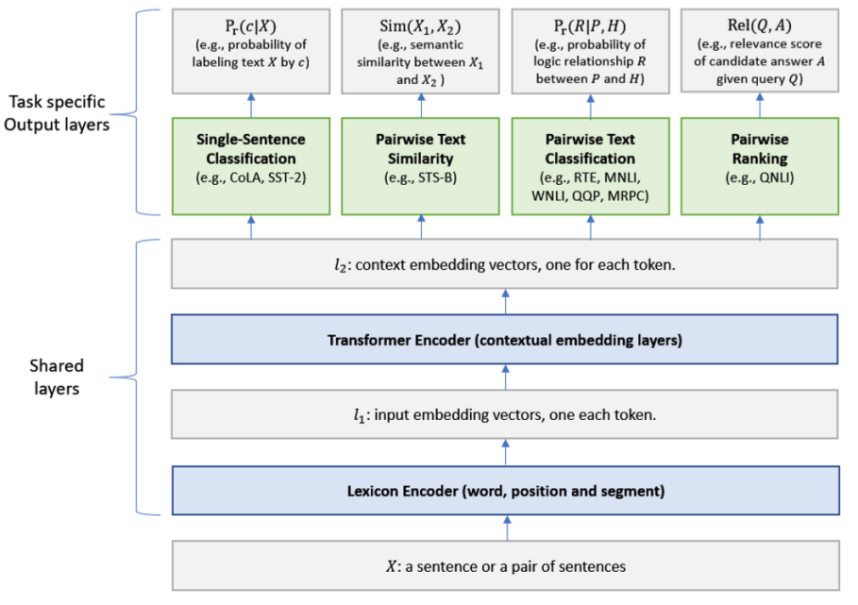 Pᵣ(c|X)
(e.g., probability of
labeling text X by c)
Sim(X₁, X₂)
(e.g., semantic
similarity between X₁
and X₂ )
Pᵣ(R|P, H)
(e.g., probability of
logic relationship R
between P and H)
Rel(Q, A)
(e.g., relevance score
of candidate answer A
given query Q)
Task specific
Output layers
Single-Sentence
Classification
(e.g., CoLA, SST-2)
Pairwise Text
Similarity
(e.g., STS-B)
Pairwise Text
Classification
(e.g., RTE, MNLI,
WNLI, QQP, MRPC)
Pairwise
Ranking
(e.g., QNLI)
l₂: context embedding vectors, one for each token.
Transformer Encoder (contextual embedding layers)
Shared
layers
l₁: input embedding vectors, one each token.
Lexicon Encoder (word, position and segment)
X: a sentence or a pair of sentences